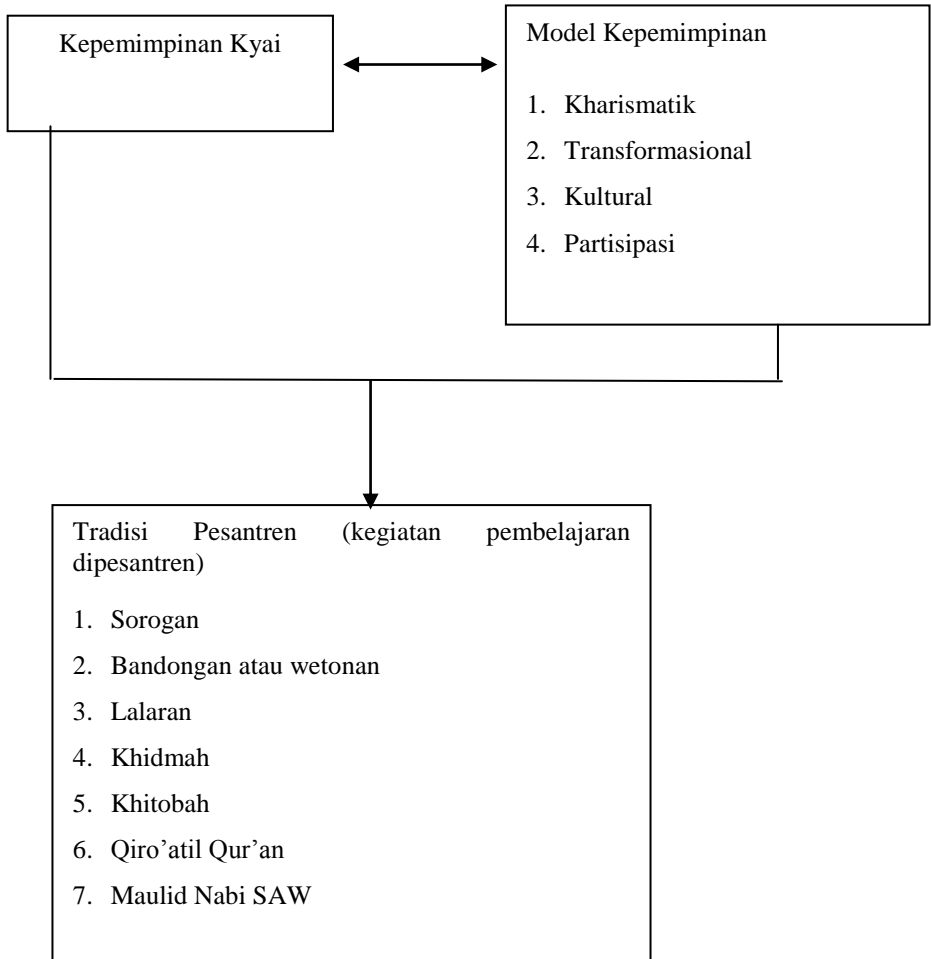 Kepemimpinan Kyai
Model Kepemimpinan
1. Kharismatik
2. Transformasional
3. Kultural
4. Partisipasi
Tradisi Pesantren (kegiatan pembelajaran
dipesantren)
1. Sorogan
2. Bandongan atau wetonan
3. Lalaran
4. Khidmah
5. Khitobah
6. Qiro’atil Qur’an
7. Maulid Nabi SAW